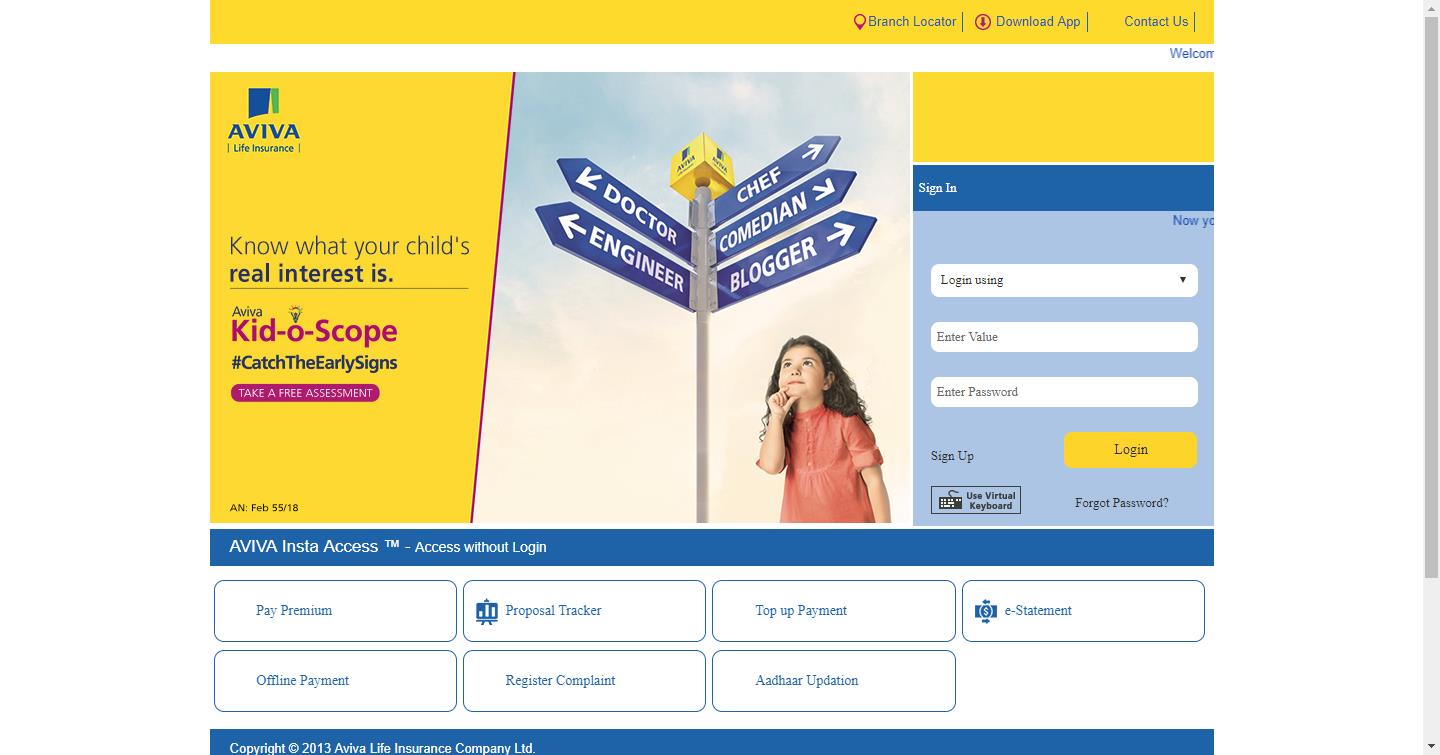 Branch Locator
Download App
Contact Us
Welcom
AVIVA
Life Insurance
Know what your child's
real interest is.
Aviva
Kid-o-Scope
#CatchTheEarlySigns
TAKE A FREE ASSESSMENT
AN: Feb 55/18
AVIVA
AVIVA
DOCTOR
ENGINEER
CHEF
COMEDIAN
BLOGGER
Sign In
Now yo
Login using
Enter Value
Enter Password
Sign Up
Login
Use Virtual
Keyboard
Forgot Password?
AVIVA Insta Access ™ - Access without Login
Pay Premium
Proposal Tracker
Top up Payment
e-Statement
Offline Payment
Register Complaint
Aadhaar Updation
Copyright © 2013 Aviva Life Insurance Company Ltd.